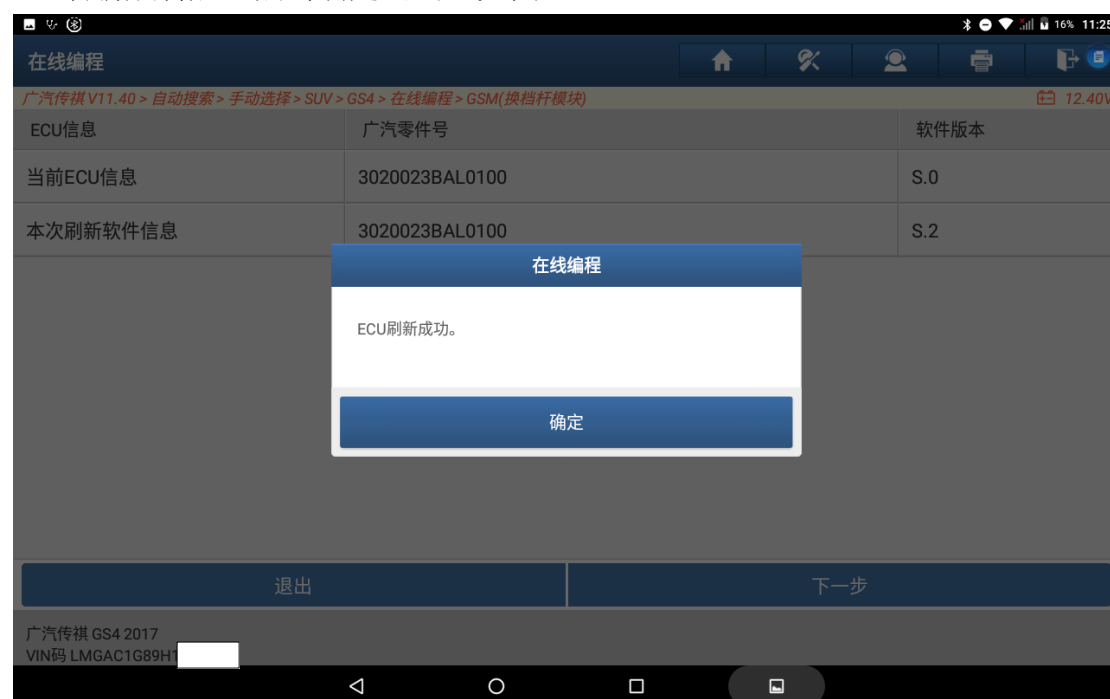 16% 11:25
在线编程
广汽传祺 V11.40 > 自动搜索 > 手动选择 > SUV > GS4 > 在线编程 > GSM(换档杆模块)
12.40V
ECU信息 广汽零件号 软件版本
当前ECU信息 3020023BAL0100 S.0
本次刷新软件信息 3020023BAL0100 S.2
在线编程
ECU刷新成功。
确定
退出 下一步
广汽传祺 GS4 2017
VIN码 LMGAC1G89H1